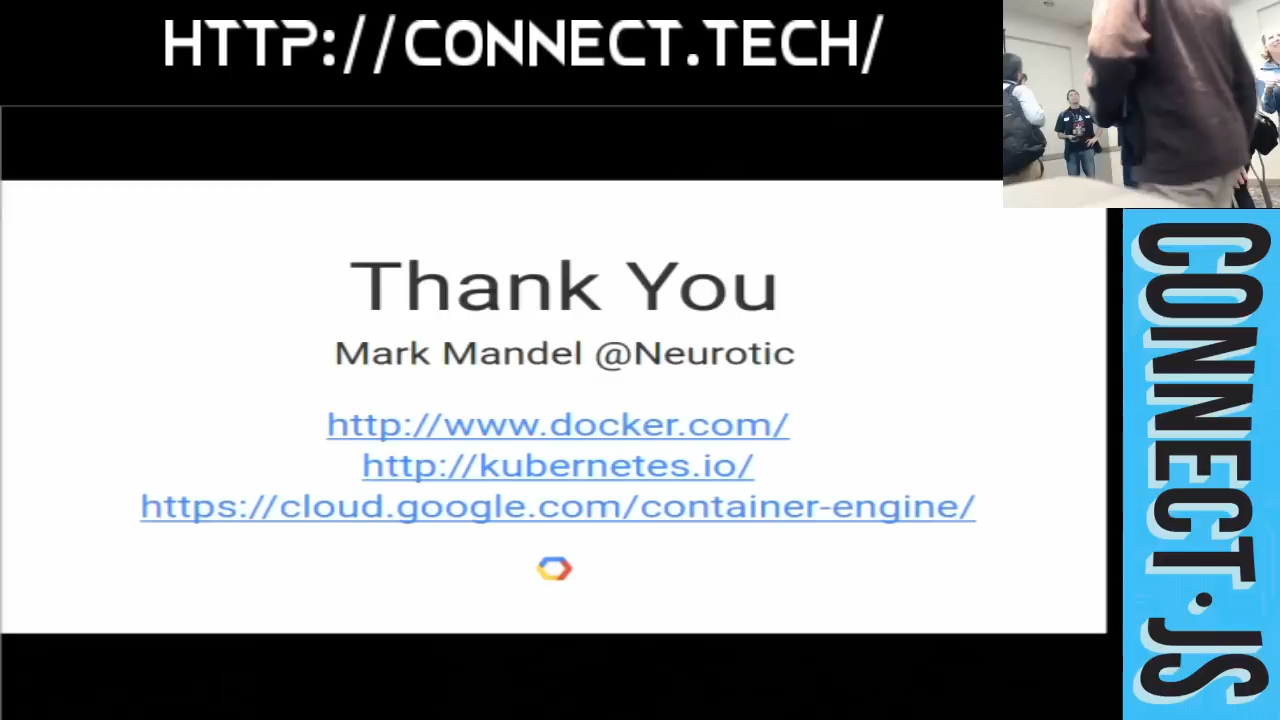 HTTP://CONNECT.TECH/
Thank You
Mark Mandel @Neurotic
http://www.docker.com/
http://kubernetes.io/
https://cloud.google.com/container-engine/
CONNECT.JS